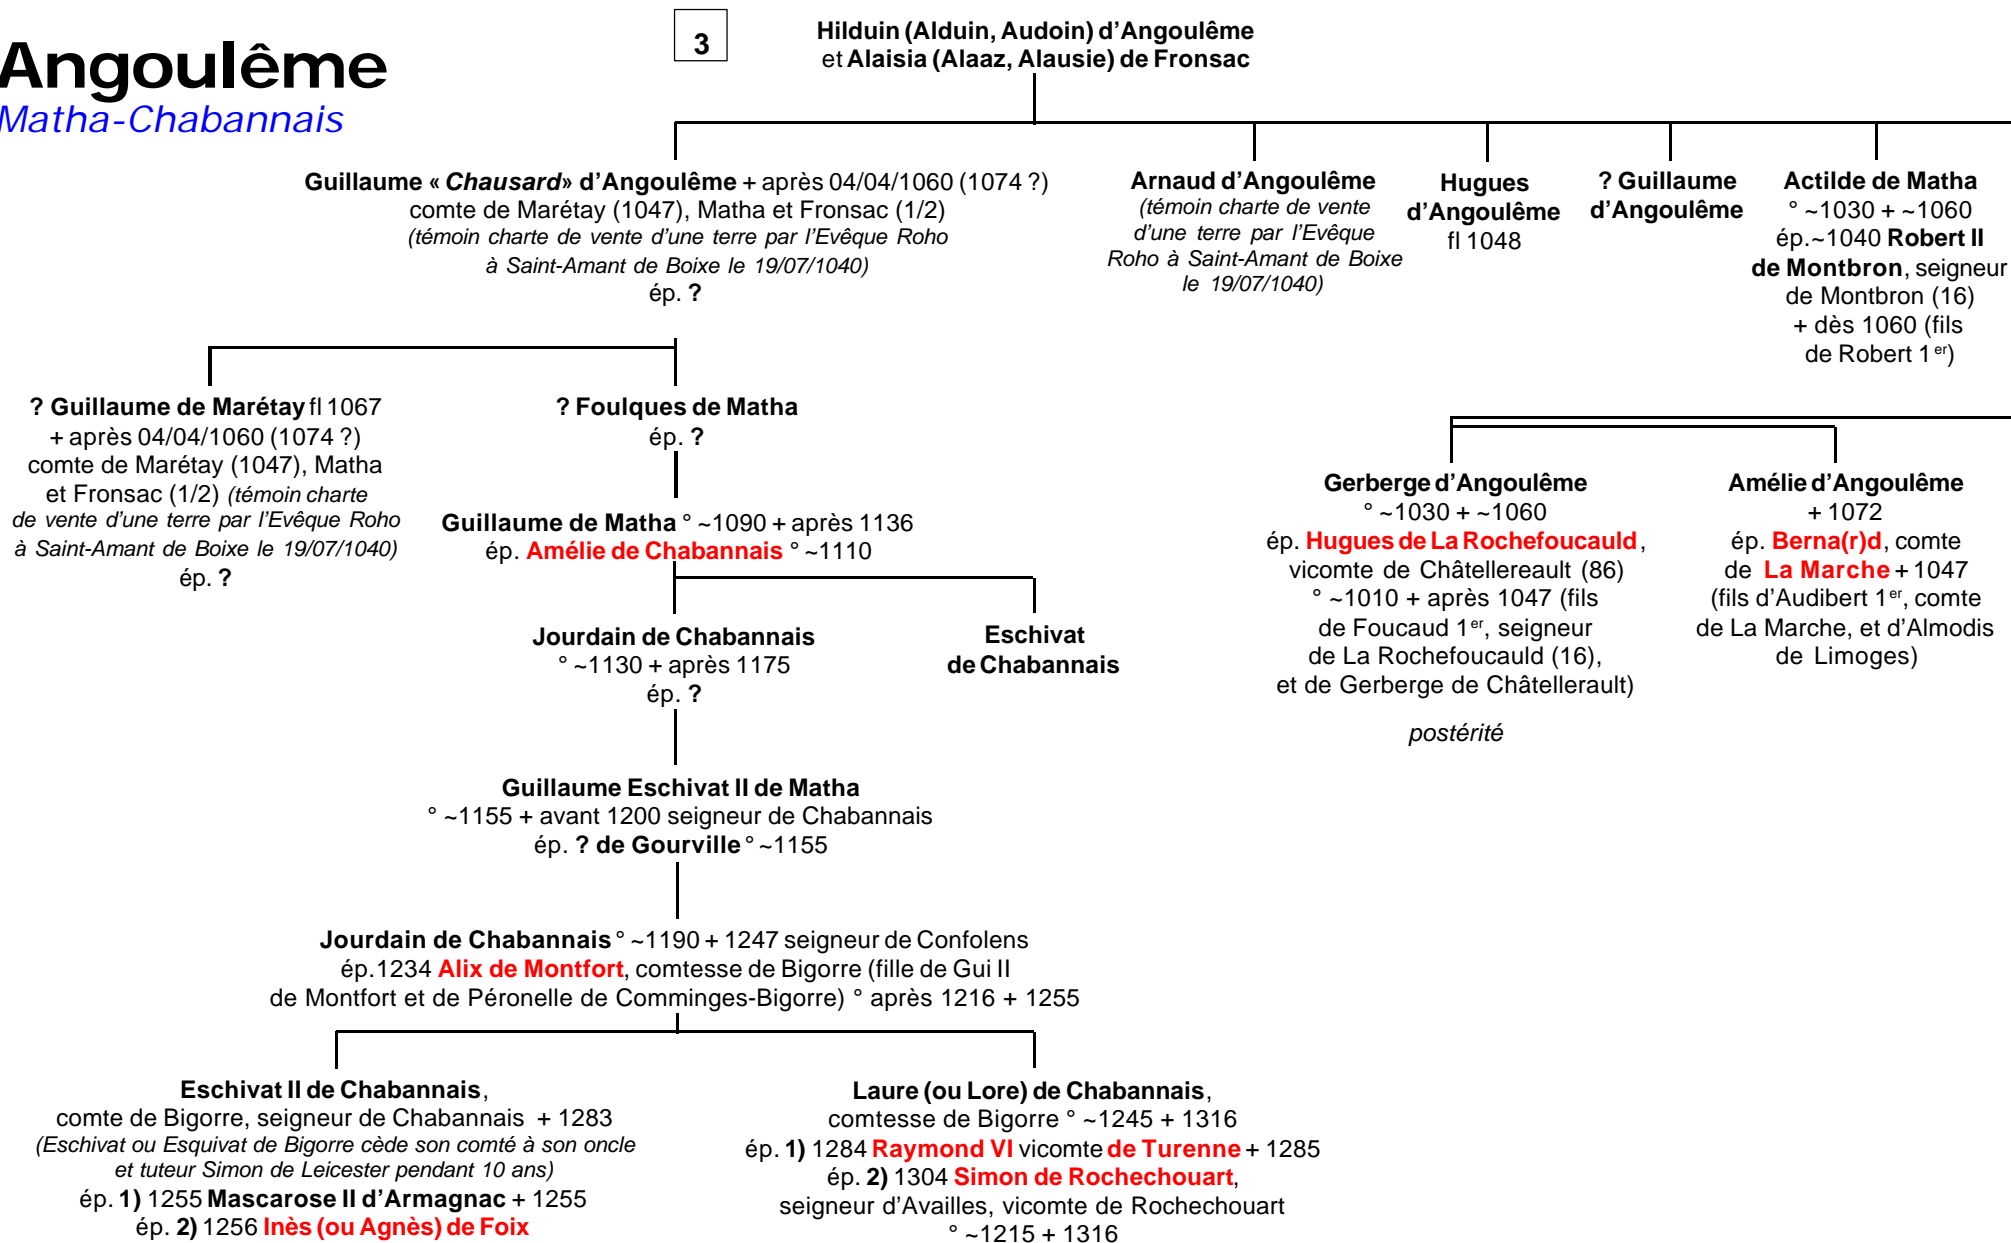 Angoulême
Matha-Chabannais
3
Hilduin (Alduin, Audoin) d'Angoulême
et Alaisia (Alaaz, Alausie) de Fronsac
Guillaume « Chausard» d'Angoulême + après 04/04/1060 (1074 ?)
comte de Marétay (1047), Matha et Fronsac (1/2)
(témoin charte de vente d'une terre par l'Evêque Roho
à Saint-Amant de Boixe le 19/07/1040)
ép. ?
Arnaud d'Angoulême
(témoin charte de vente
d'une terre par l'Evêque
Roho à Saint-Amant de Boixe
le 19/07/1040)
Hugues
d'Angoulême
fl 1048
? Guillaume
d'Angoulême
Actilde de Matha
° ~1030 + ~1060
ép.~1040 Robert II
de Montbron, seigneur
de Montbron (16)
+ dès 1060 (fils
de Robert 1er)
? Guillaume de Marétay fl 1067
+ après 04/04/1060 (1074 ?)
comte de Marétay (1047), Matha
et Fronsac (1/2) (témoin charte
de vente d'une terre par l'Evêque Roho
à Saint-Amant de Boixe le 19/07/1040)
ép. ?
? Foulques de Matha
ép. ?
Guillaume de Matha ° ~1090 + après 1136
ép. Amélie de Chabannais ° ~1110
Gerberge d'Angoulême
° ~1030 + ~1060
ép. Hugues de La Rochefoucauld,
vicomte de Châtellereault (86)
° ~1010 + après 1047 (fils
de Foucaud 1er, seigneur
de La Rochefoucauld (16),
et de Gerberge de Châtellerault)
postérité
Amélie d'Angoulême
+ 1072
ép. Berna(r)d, comte
de La Marche + 1047
(fils d'Audibert 1er, comte
de La Marche, et d'Almodis
de Limoges)
Jourdain de Chabannais
° ~1130 + après 1175
ép. ?
Eschivat
de Chabannais
Guillaume Eschivat II de Matha
° ~1155 + avant 1200 seigneur de Chabannais
ép. ? de Gourville ° ~1155
Jourdain de Chabannais ° ~1190 + 1247 seigneur de Confolens
ép.1234 Alix de Montfort, comtesse de Bigorre (fille de Gui II
de Montfort et de Péronelle de Comminges-Bigorre) ° après 1216 + 1255
Eschivat II de Chabannais,
comte de Bigorre, seigneur de Chabannais + 1283
(Eschivat ou Esquivat de Bigorre cède son comté à son oncle
et tuteur Simon de Leicester pendant 10 ans)
ép. 1) 1255 Mascarose II d'Armagnac + 1255
ép. 2) 1256 Inès (ou Agnès) de Foix
Laure (ou Lore) de Chabannais,
comtesse de Bigorre ° ~1245 + 1316
ép. 1) 1284 Raymond VI vicomte de Turenne + 1285
ép. 2) 1304 Simon de Rochechouart,
seigneur d'Availles, vicomte de Rochechouart
° ~1215 + 1316